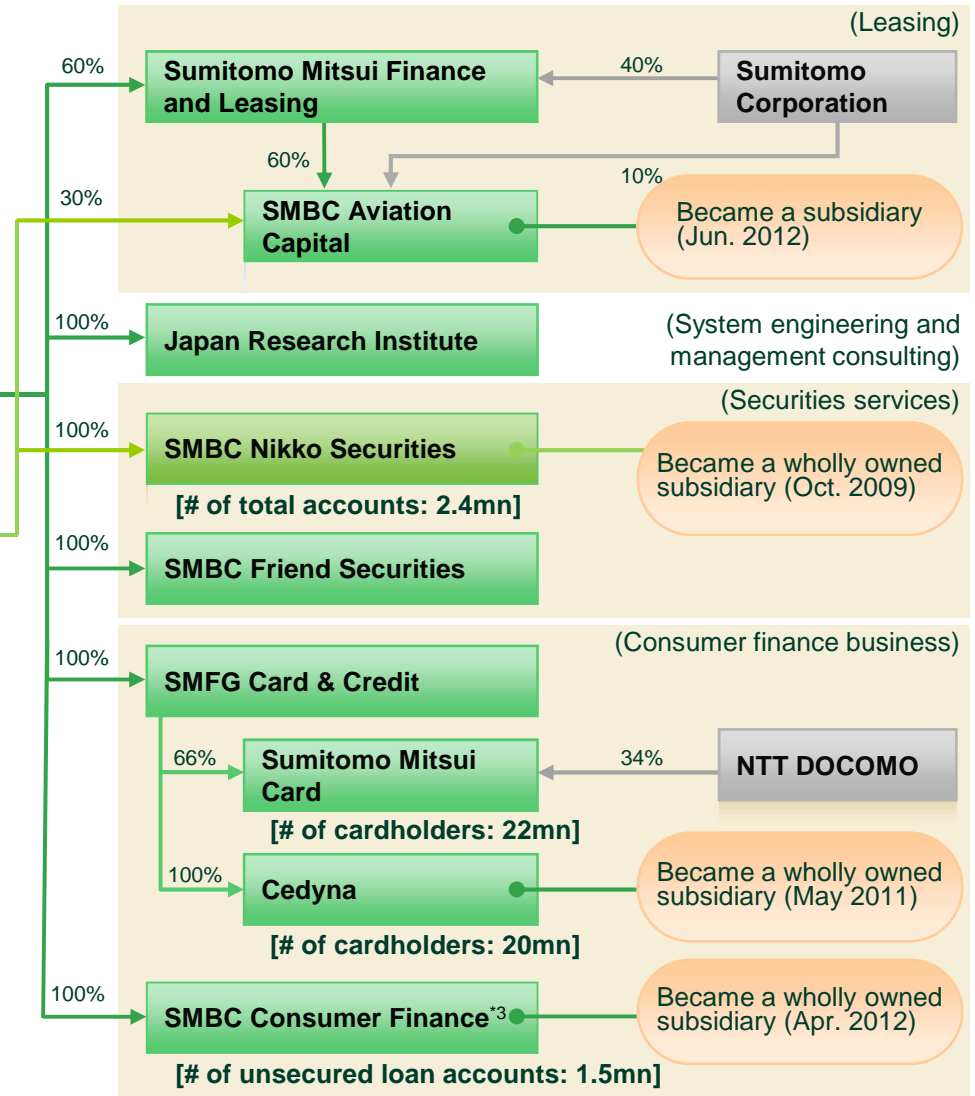 (Leasing)
60%
Sumitomo Mitsui Finance
and Leasing
40%
Sumitomo
Corporation
60%
30%
SMBC Aviation
Capital
10%
Became a subsidiary
(Jun. 2012)
100%
Japan Research Institute
(System engineering and
management consulting)
(Securities services)
100%
SMBC Nikko Securities
Became a wholly owned
subsidiary (Oct. 2009)
[# of total accounts: 2.4mn]
100%
SMBC Friend Securities
(Consumer finance business)
100%
SMFG Card & Credit
66%
Sumitomo Mitsui
Card
34%
NTT DOCOMO
[# of cardholders: 22mn]
100%
Cedyna
Became a wholly owned
subsidiary (May 2011)
[# of cardholders: 20mn]
100%
SMBC Consumer Finance*3
Became a wholly owned
subsidiary (Apr. 2012)
[# of unsecured loan accounts: 1.5mn]